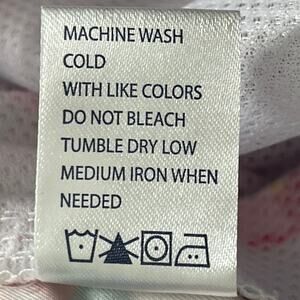 MACHINE WASH
COLD
WITH LIKE COLORS
DO NOT BLEACH
TUMBLE DRY LOW
MEDIUM IRON WHEN
NEEDED